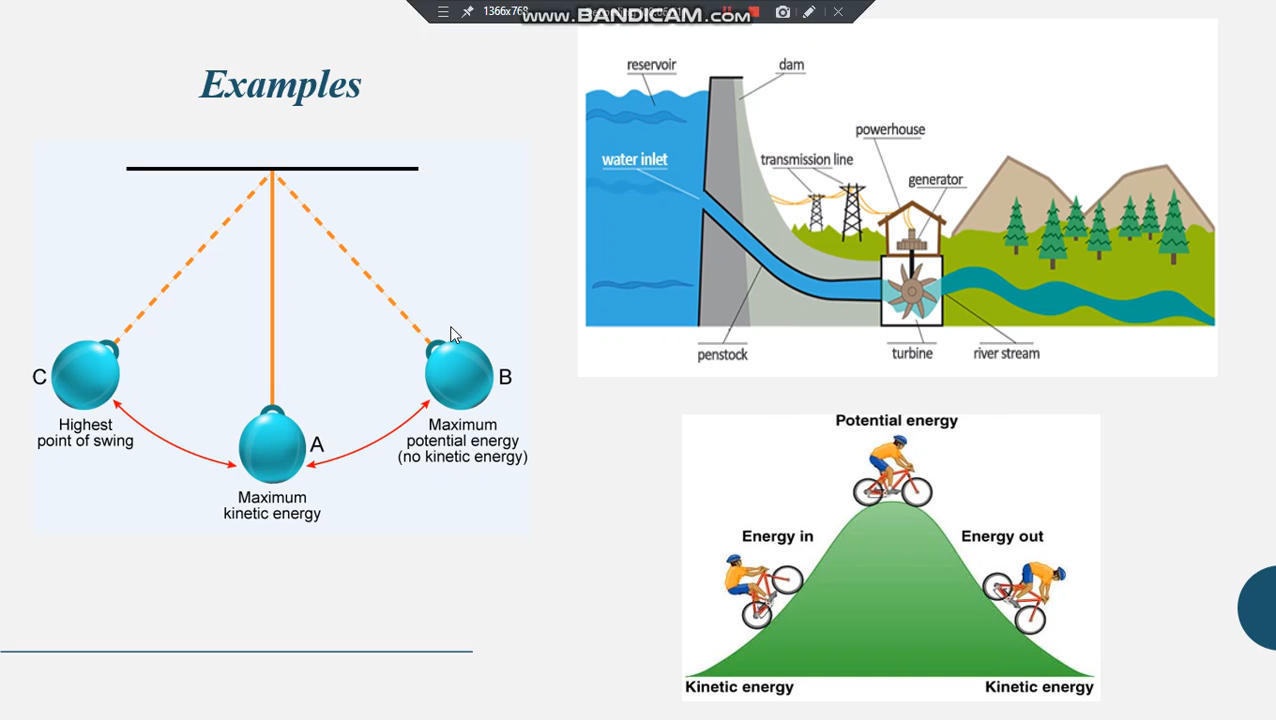 1366x768
www.BANDICAM.com
Examples
C
Highest
point of swing
A
Maximum
kinetic energy
B
Maximum
potential energy
(no kinetic energy)
reservoir
dam
water inlet
transmission line
powerhouse
generator
penstock
turbine
river stream
Potential energy
Energy in
Energy out
Kinetic energy
Kinetic energy